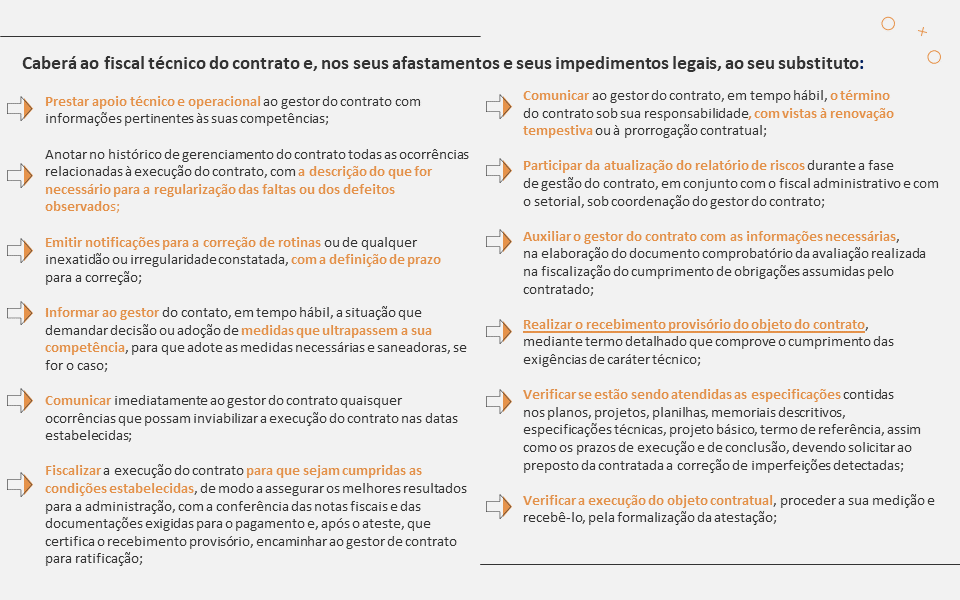 Caberá ao fiscal técnico do contrato e, nos seus afastamentos e seus impedimentos legais, ao seu substituto:
Prestar apoio técnico e operacional ao gestor do contrato com
informações pertinentes às suas competências;
Anotar no histórico de gerenciamento do contrato todas as ocorrências
relacionadas à execução do contrato, com a descrição do que for
necessário para a regularização das faltas ou dos defeitos
observados;
Emitir notificações para a correção de rotinas ou de qualquer
inexatidão ou irregularidade constatada, com a definição de prazo
para a correção;
Informar ao gestor do contato, em tempo hábil, a situação que
demandar decisão ou adoção de medidas que ultrapassem a sua
competência, para que adote as medidas necessárias e saneadoras, se
for o caso;
Comunicar imediatamente ao gestor do contrato quaisquer
ocorrências que possam inviabilizar a execução do contrato nas datas
estabelecidas;
Fiscalizar a execução do contrato para que sejam cumpridas as
condições estabelecidas, de modo a assegurar os melhores resultados
para a administração, com a conferência das notas fiscais e das
documentações exigidas para o pagamento e, após o ateste, que
certifica o recebimento provisório, encaminhar ao gestor de contrato
para ratificação;
Comunicar ao gestor do contrato, em tempo hábil, o término
do contrato sob sua responsabilidade, com vistas à renovação
tempestiva ou à prorrogação contratual;
Participar da atualização do relatório de riscos durante a fase
de gestão do contrato, em conjunto com o fiscal administrativo e com
o setorial, sob coordenação do gestor do contrato;
Auxiliar o gestor do contrato com as informações necessárias,
na elaboração do documento comprobatório da avaliação realizada
na fiscalização do cumprimento de obrigações assumidas pelo
contratado;
Realizar o recebimento provisório do objeto do contrato,
mediante termo detalhado que comprove o cumprimento das
exigências de caráter técnico;
Verificar se estão sendo atendidas as especificações contidas
nos planos, projetos, planilhas, memoriais descritivos,
especificações técnicas, projeto básico, termo de referência, assim
como os prazos de execução e de conclusão, devendo solicitar ao
preposto da contratada a correção de imperfeições detectadas;
Verificar a execução do objeto contratual, proceder a sua medição e
recebê-lo, pela formalização da atestação;